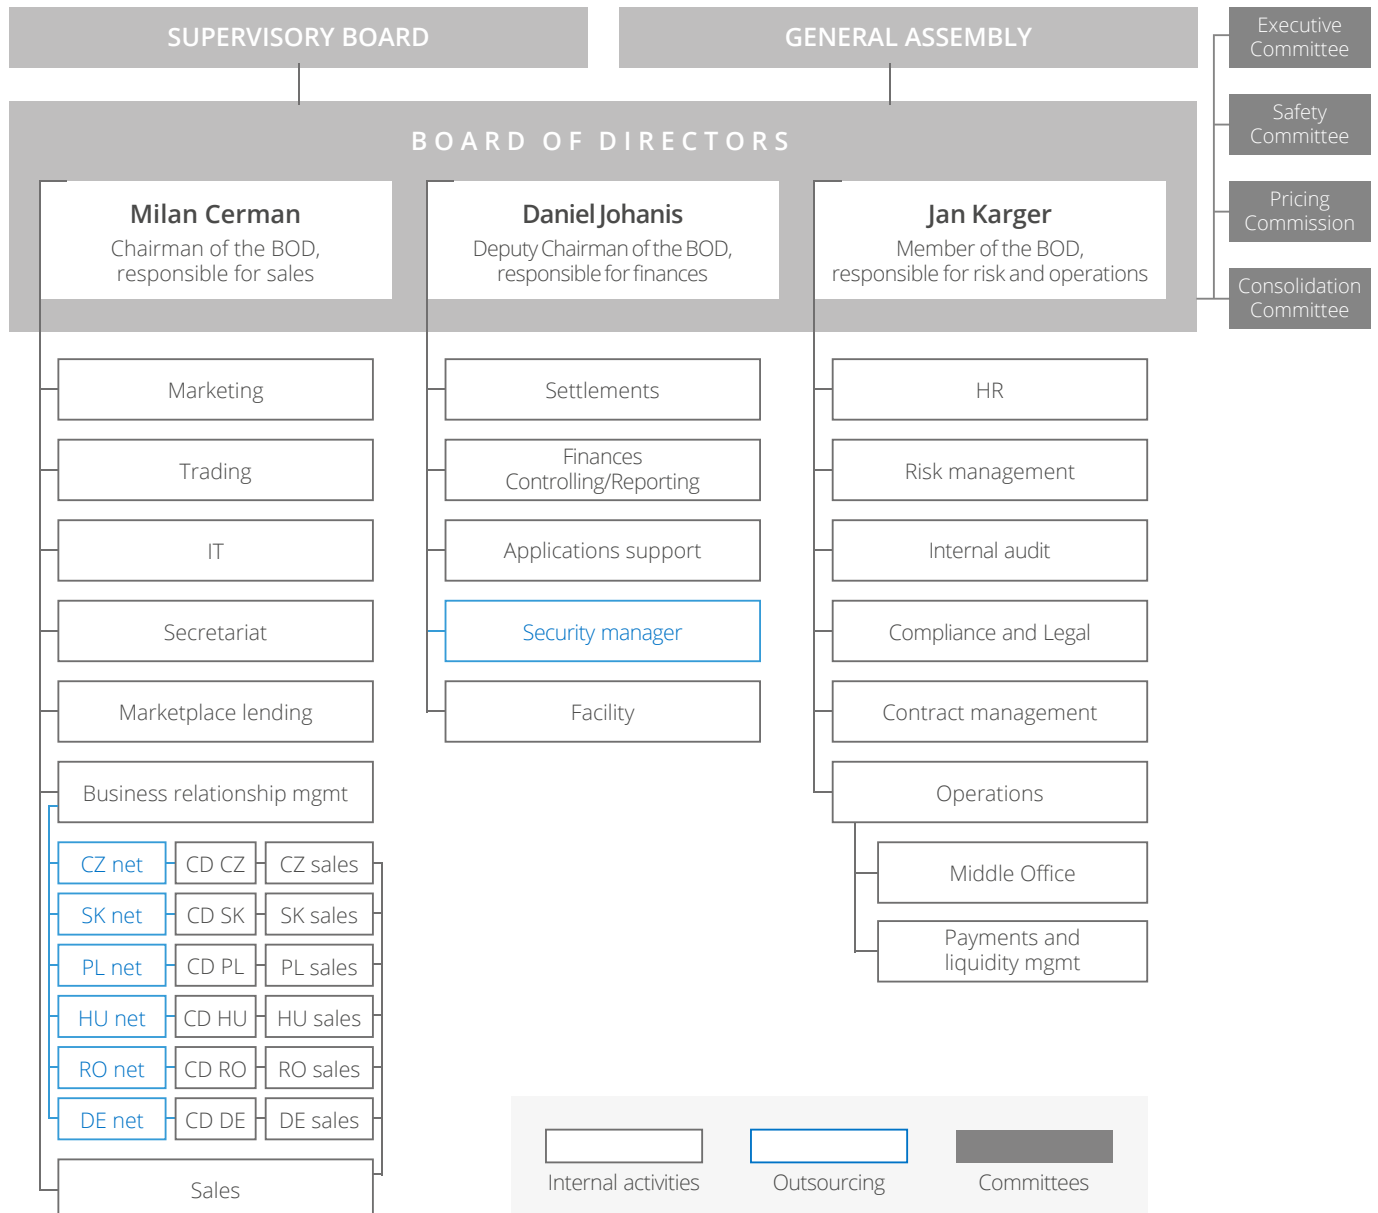 SUPERVISORY BOARD
GENERAL ASSEMBLY
Executive
Committee
Safety
Committee
Pricing
Commission
Consolidation
Committee
BOARD OF DIRECTORS
Milan Cerman
Chairman of the BOD,
responsible for sales
Daniel Johanis
Deputy Chairman of the BOD,
responsible for finances
Jan Karger
Member of the BOD,
responsible for risk and operations
Marketing
Trading
IT
Secretariat
Marketplace lending
Business relationship mgmt
CZ net CD CZ CZ sales
SK net CD SK SK sales
PL net CD PL PL sales
HU net CD HU HU sales
RO net CD RO RO sales
DE net CD DE DE sales
Sales
Settlements
Finances
Controlling/Reporting
Applications support
Security manager
Facility
HR
Risk management
Internal audit
Compliance and Legal
Contract management
Operations
Middle Office
Payments and
liquidity mgmt
Internal activities
Outsourcing
Committees